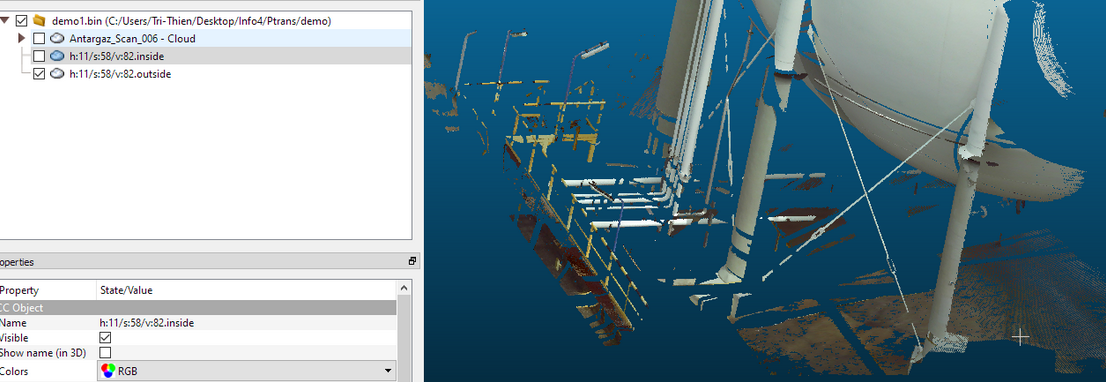 demo1.bin (C:/Users/Tri-Thien/Desktop/Info4/Ptrans/demo)
Antargaz_Scan_006 - Cloud
h:11/s:58/v:82.inside
h:11/s:58/v:82.outside
operties
Property State/Value
CC Object
Name h:11/s:58/v:82.inside
Visible
Show name (in 3D)
Colors RGB